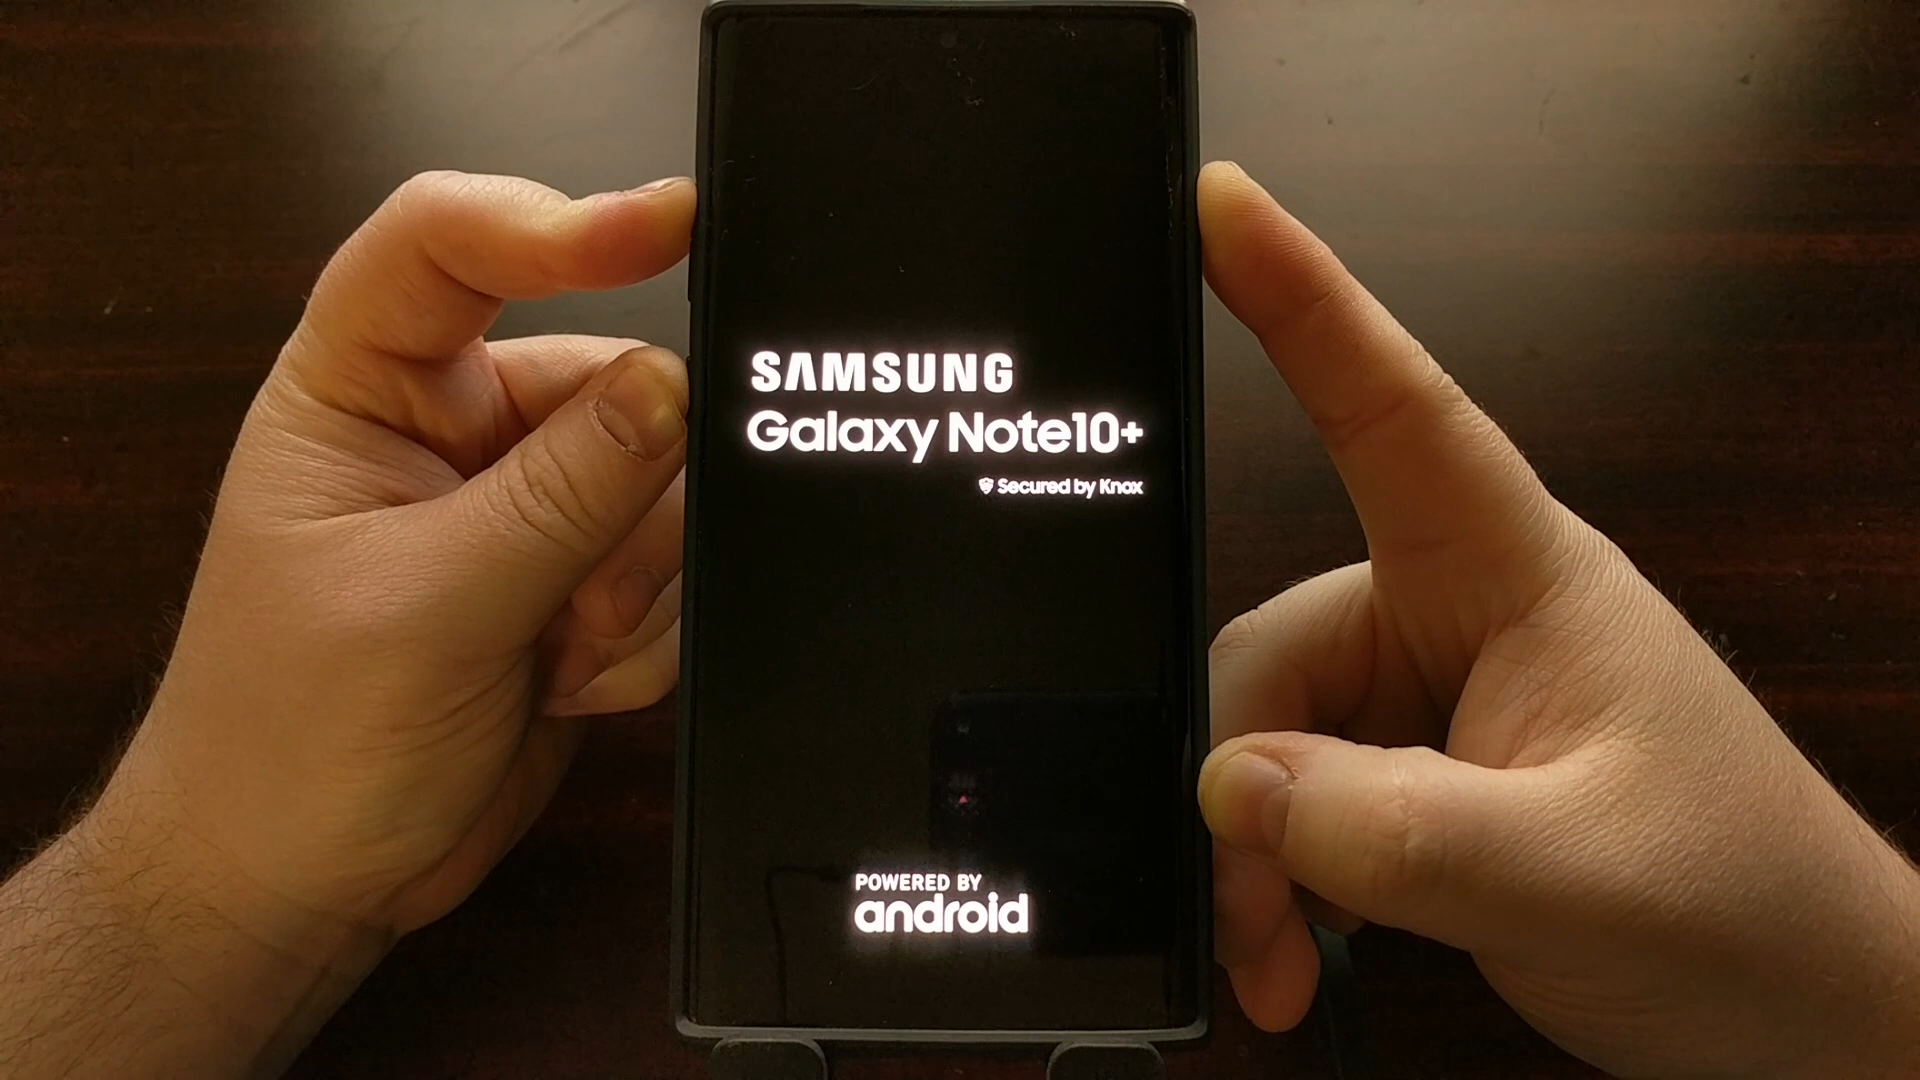 SAMSUNG
Galaxy Note10+
Secured by Knox
POWERED BY
android